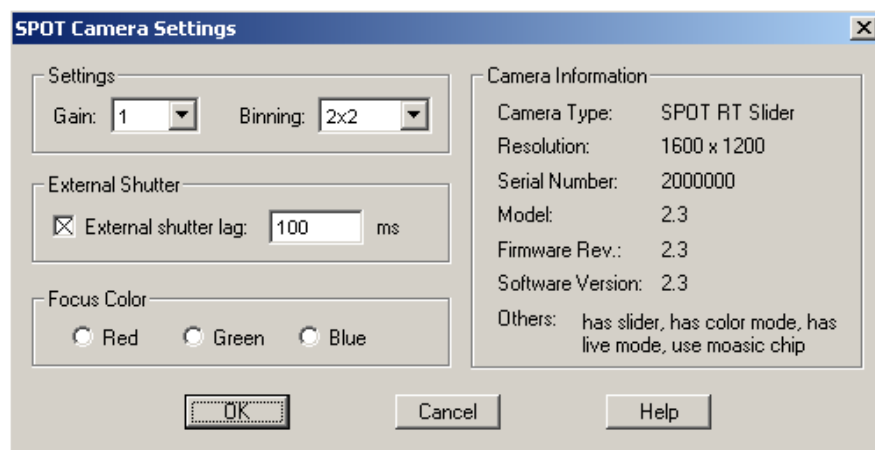 SPOT Camera Settings
Settings
Gain: 1 Binning: 2x2
External Shutter
External shutter lag: 100 ms
Focus Color
Red Green Blue
Camera Information
Camera Type: SPOT RT Slider
Resolution: 1600 x 1200
Serial Number: 2000000
Model: 2.3
Firmware Rev.: 2.3
Software Version: 2.3
Others: has slider, has color mode, has
live mode, use moasic chip
OK Cancel Help